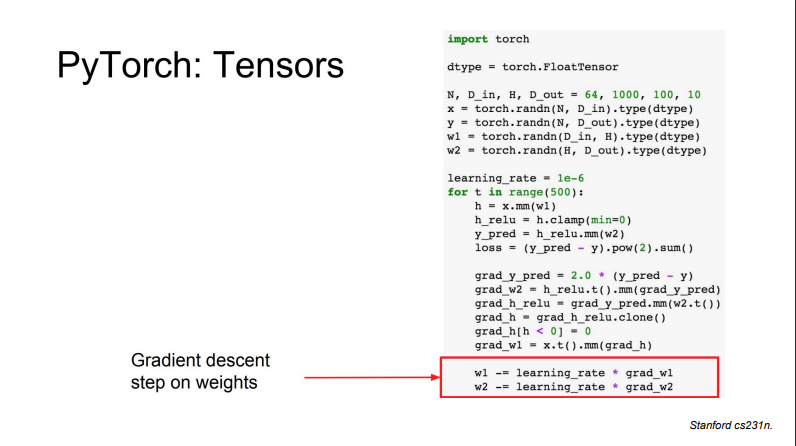 PyTorch: Tensors
import torch
dtype = torch.FloatTensor
N, D_in, H, D_out = 64, 1000, 100, 10
x = torch.randn(N, D_in).type(dtype)
y = torch.randn(N, D_out).type(dtype)
w1 = torch.randn(D_in, H).type(dtype)
w2 = torch.randn(H, D_out).type(dtype)
learning_rate = 1e-6
for t in range(500):
    h = x.mm(w1)
    h_relu = h.clamp(min=0)
    y_pred = h_relu.mm(w2)
    loss = (y_pred - y).pow(2).sum()
    grad_y_pred = 2.0 * (y_pred - y)
    grad_w2 = h_relu.t().mm(grad_y_pred)
    grad_h_relu = grad_y_pred.mm(w2.t())
    grad_h = grad_h_relu.clone()
    grad_h[h < 0] = 0
    grad_w1 = x.t().mm(grad_h)
    w1 -= learning_rate * grad_w1
    w2 -= learning_rate * grad_w2
Gradient descent
step on weights
Stanford cs231n.